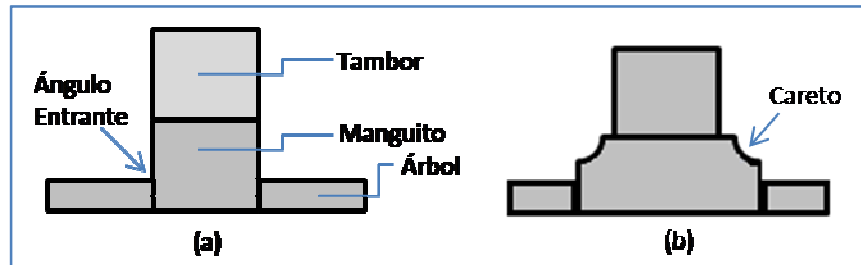 Tambor
Ángulo
Entrante
Manguito
Árbol
(a)
Careto
(b)